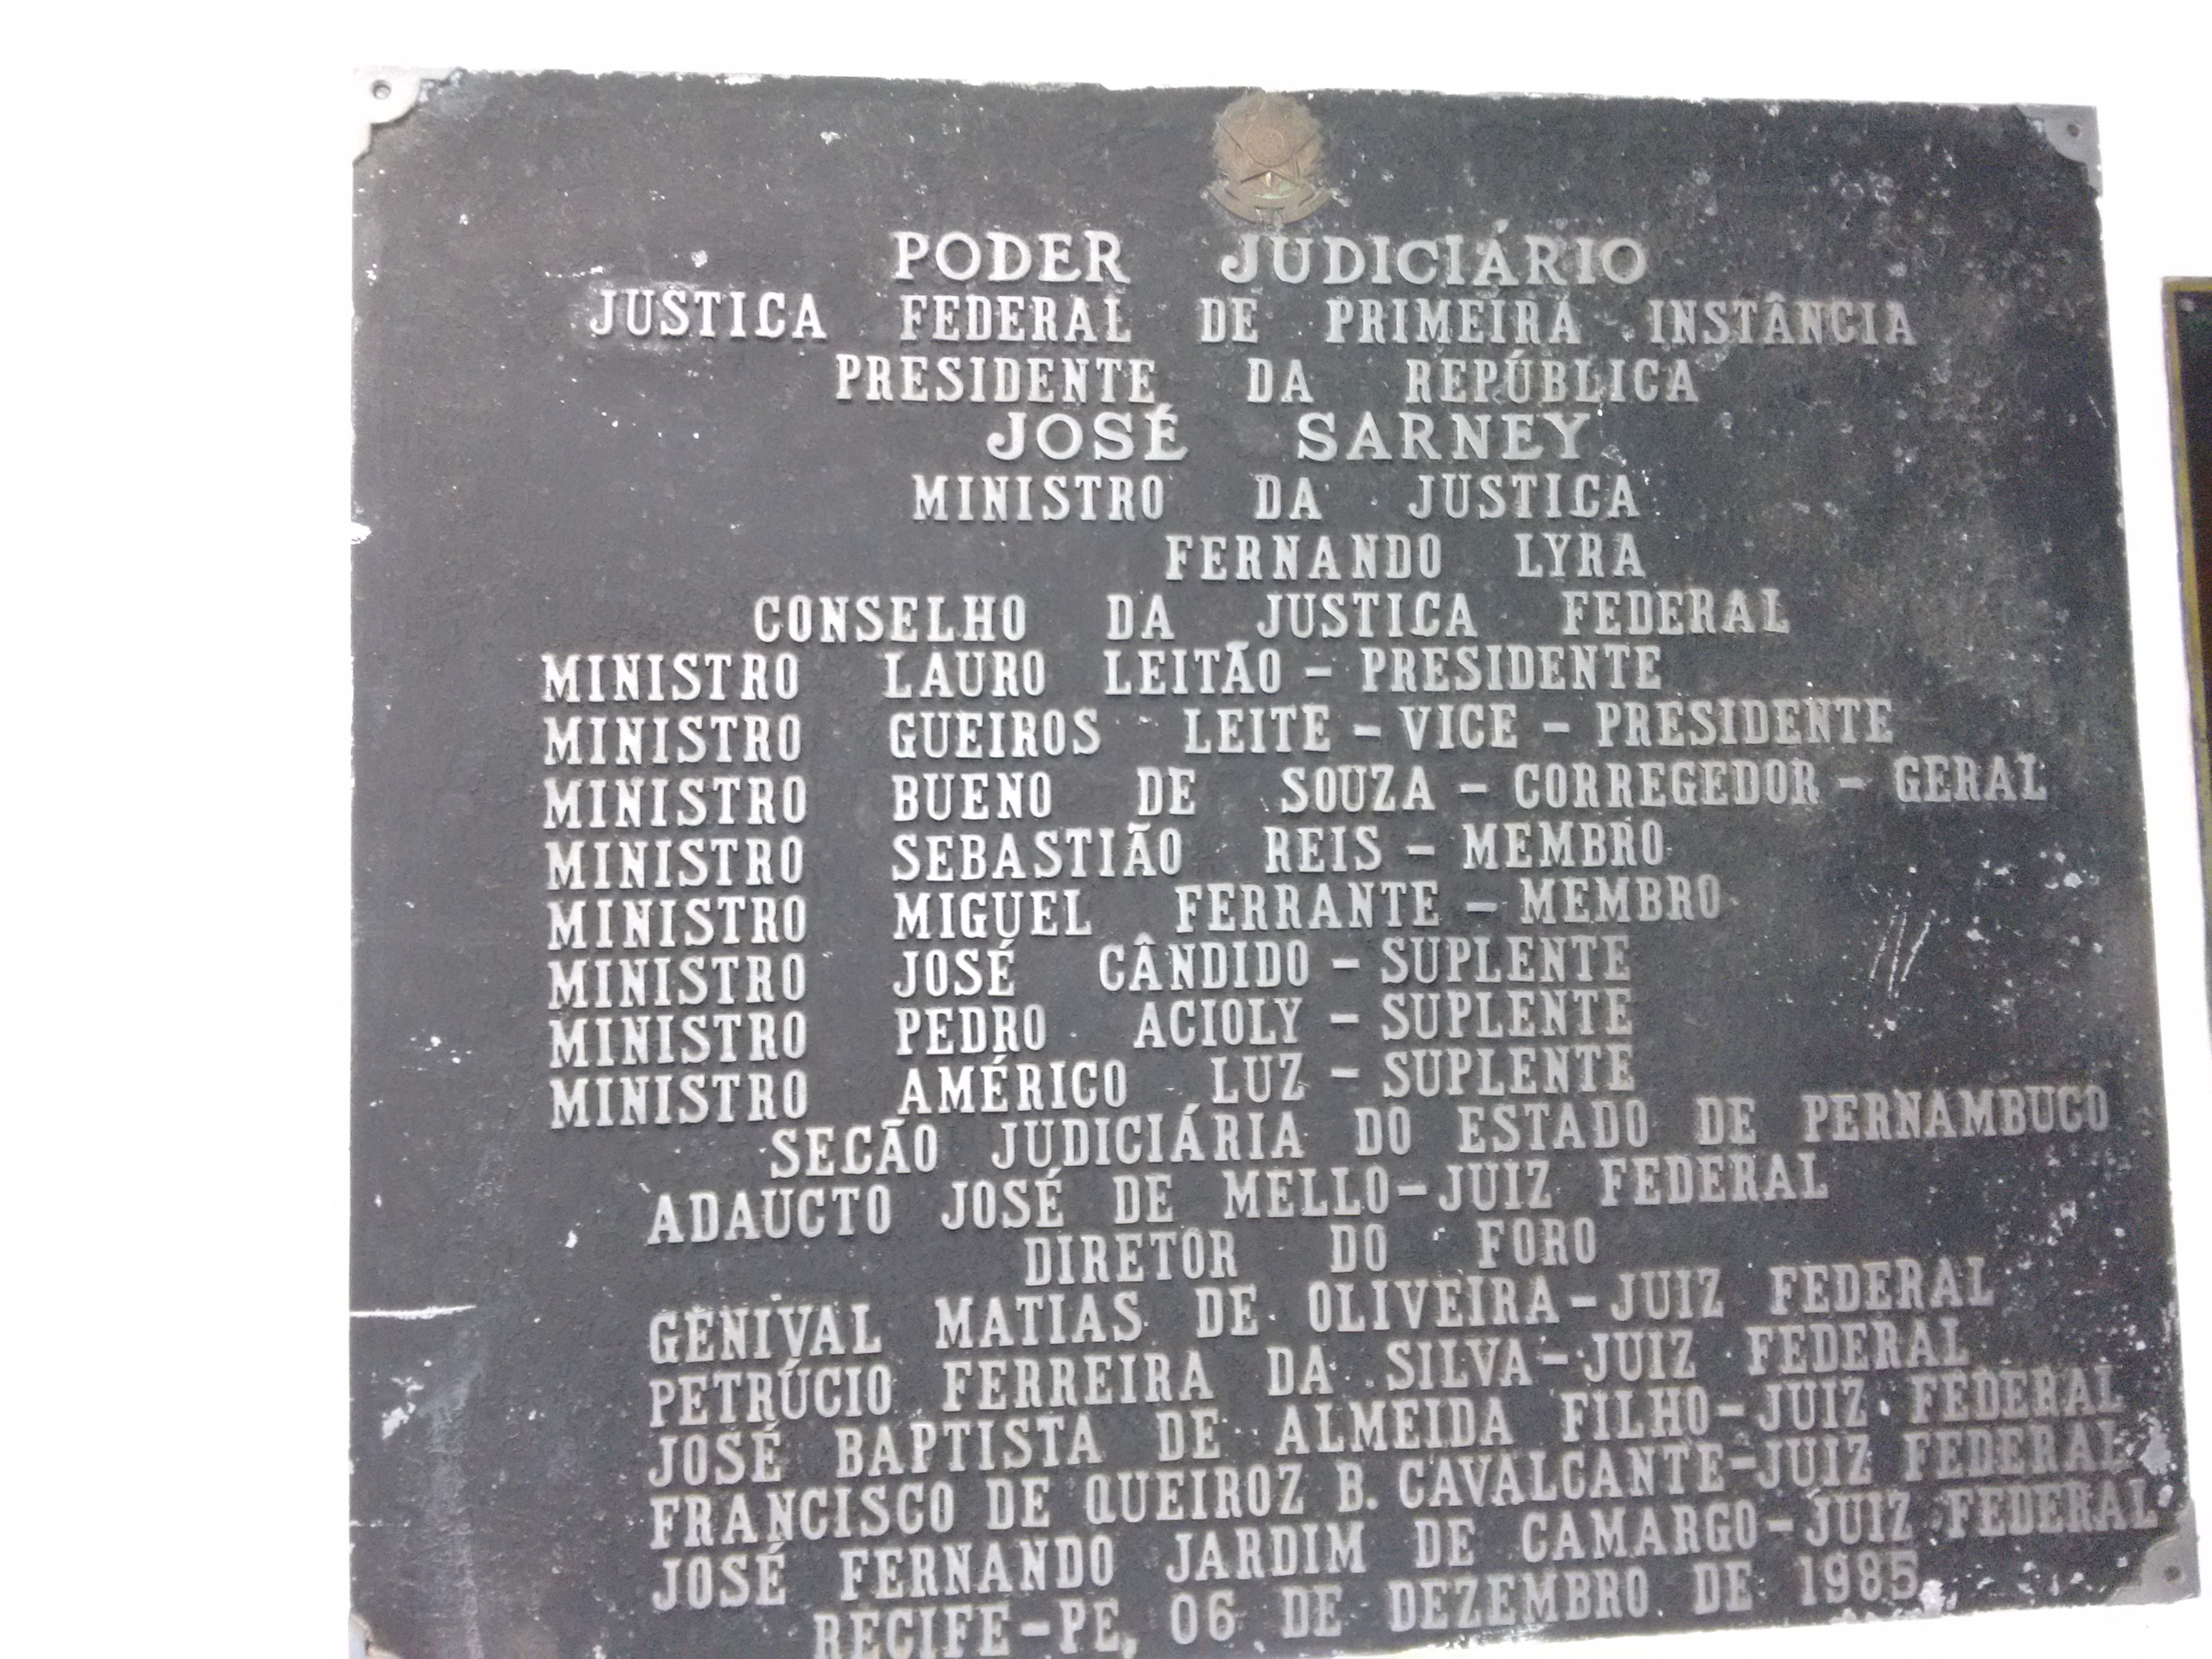 PODER JUDICIÁRIO
JUSTIÇA FEDERAL DE PRIMEIRA INSTÂNCIA
PRESIDENTE DA REPÚBLICA
JOSÉ SARNEY
MINISTRO DA JUSTIÇA
FERNANDO LYRA
CONSELHO DA JUSTIÇA FEDERAL
MINISTRO LAURO LEITÃO - PRESIDENTE
MINISTRO GUEIROS LEITE - VICE - PRESIDENTE
MINISTRO BUENO DE SOUZA - CORREGEDOR - GERAL
MINISTRO SEBASTIÃO REIS - MEMBRO
MINISTRO MIGUEL FERRANTE - MEMBRO
MINISTRO JOSÉ CÂNDIDO - SUPLENTE
MINISTRO PEDRO ACIOLY - SUPLENTE
MINISTRO AMÉRICO LUZ - SUPLENTE
SEÇÃO JUDICIÁRIA DO ESTADO DE PERNAMBUCO
ADAUCTO JOSÉ DE MELLO - JUIZ FEDERAL
DIRETOR DO FORO
GENIVAL MATIAS DE OLIVEIRA - JUIZ FEDERAL
PETRÚCIO FERREIRA DA SILVA - JUIZ FEDERAL
JOSÉ BAPTISTA DE ALMEIDA FILHO - JUIZ FEDERAL
FRANCISCO DE QUEIROZ B. CAVALCANTE - JUIZ FEDERAL
JOSÉ FERNANDO JARDIM DE CAMARGO - JUIZ FEDERAL
RECIFE-PE, 06 DE DEZEMBRO DE 1985